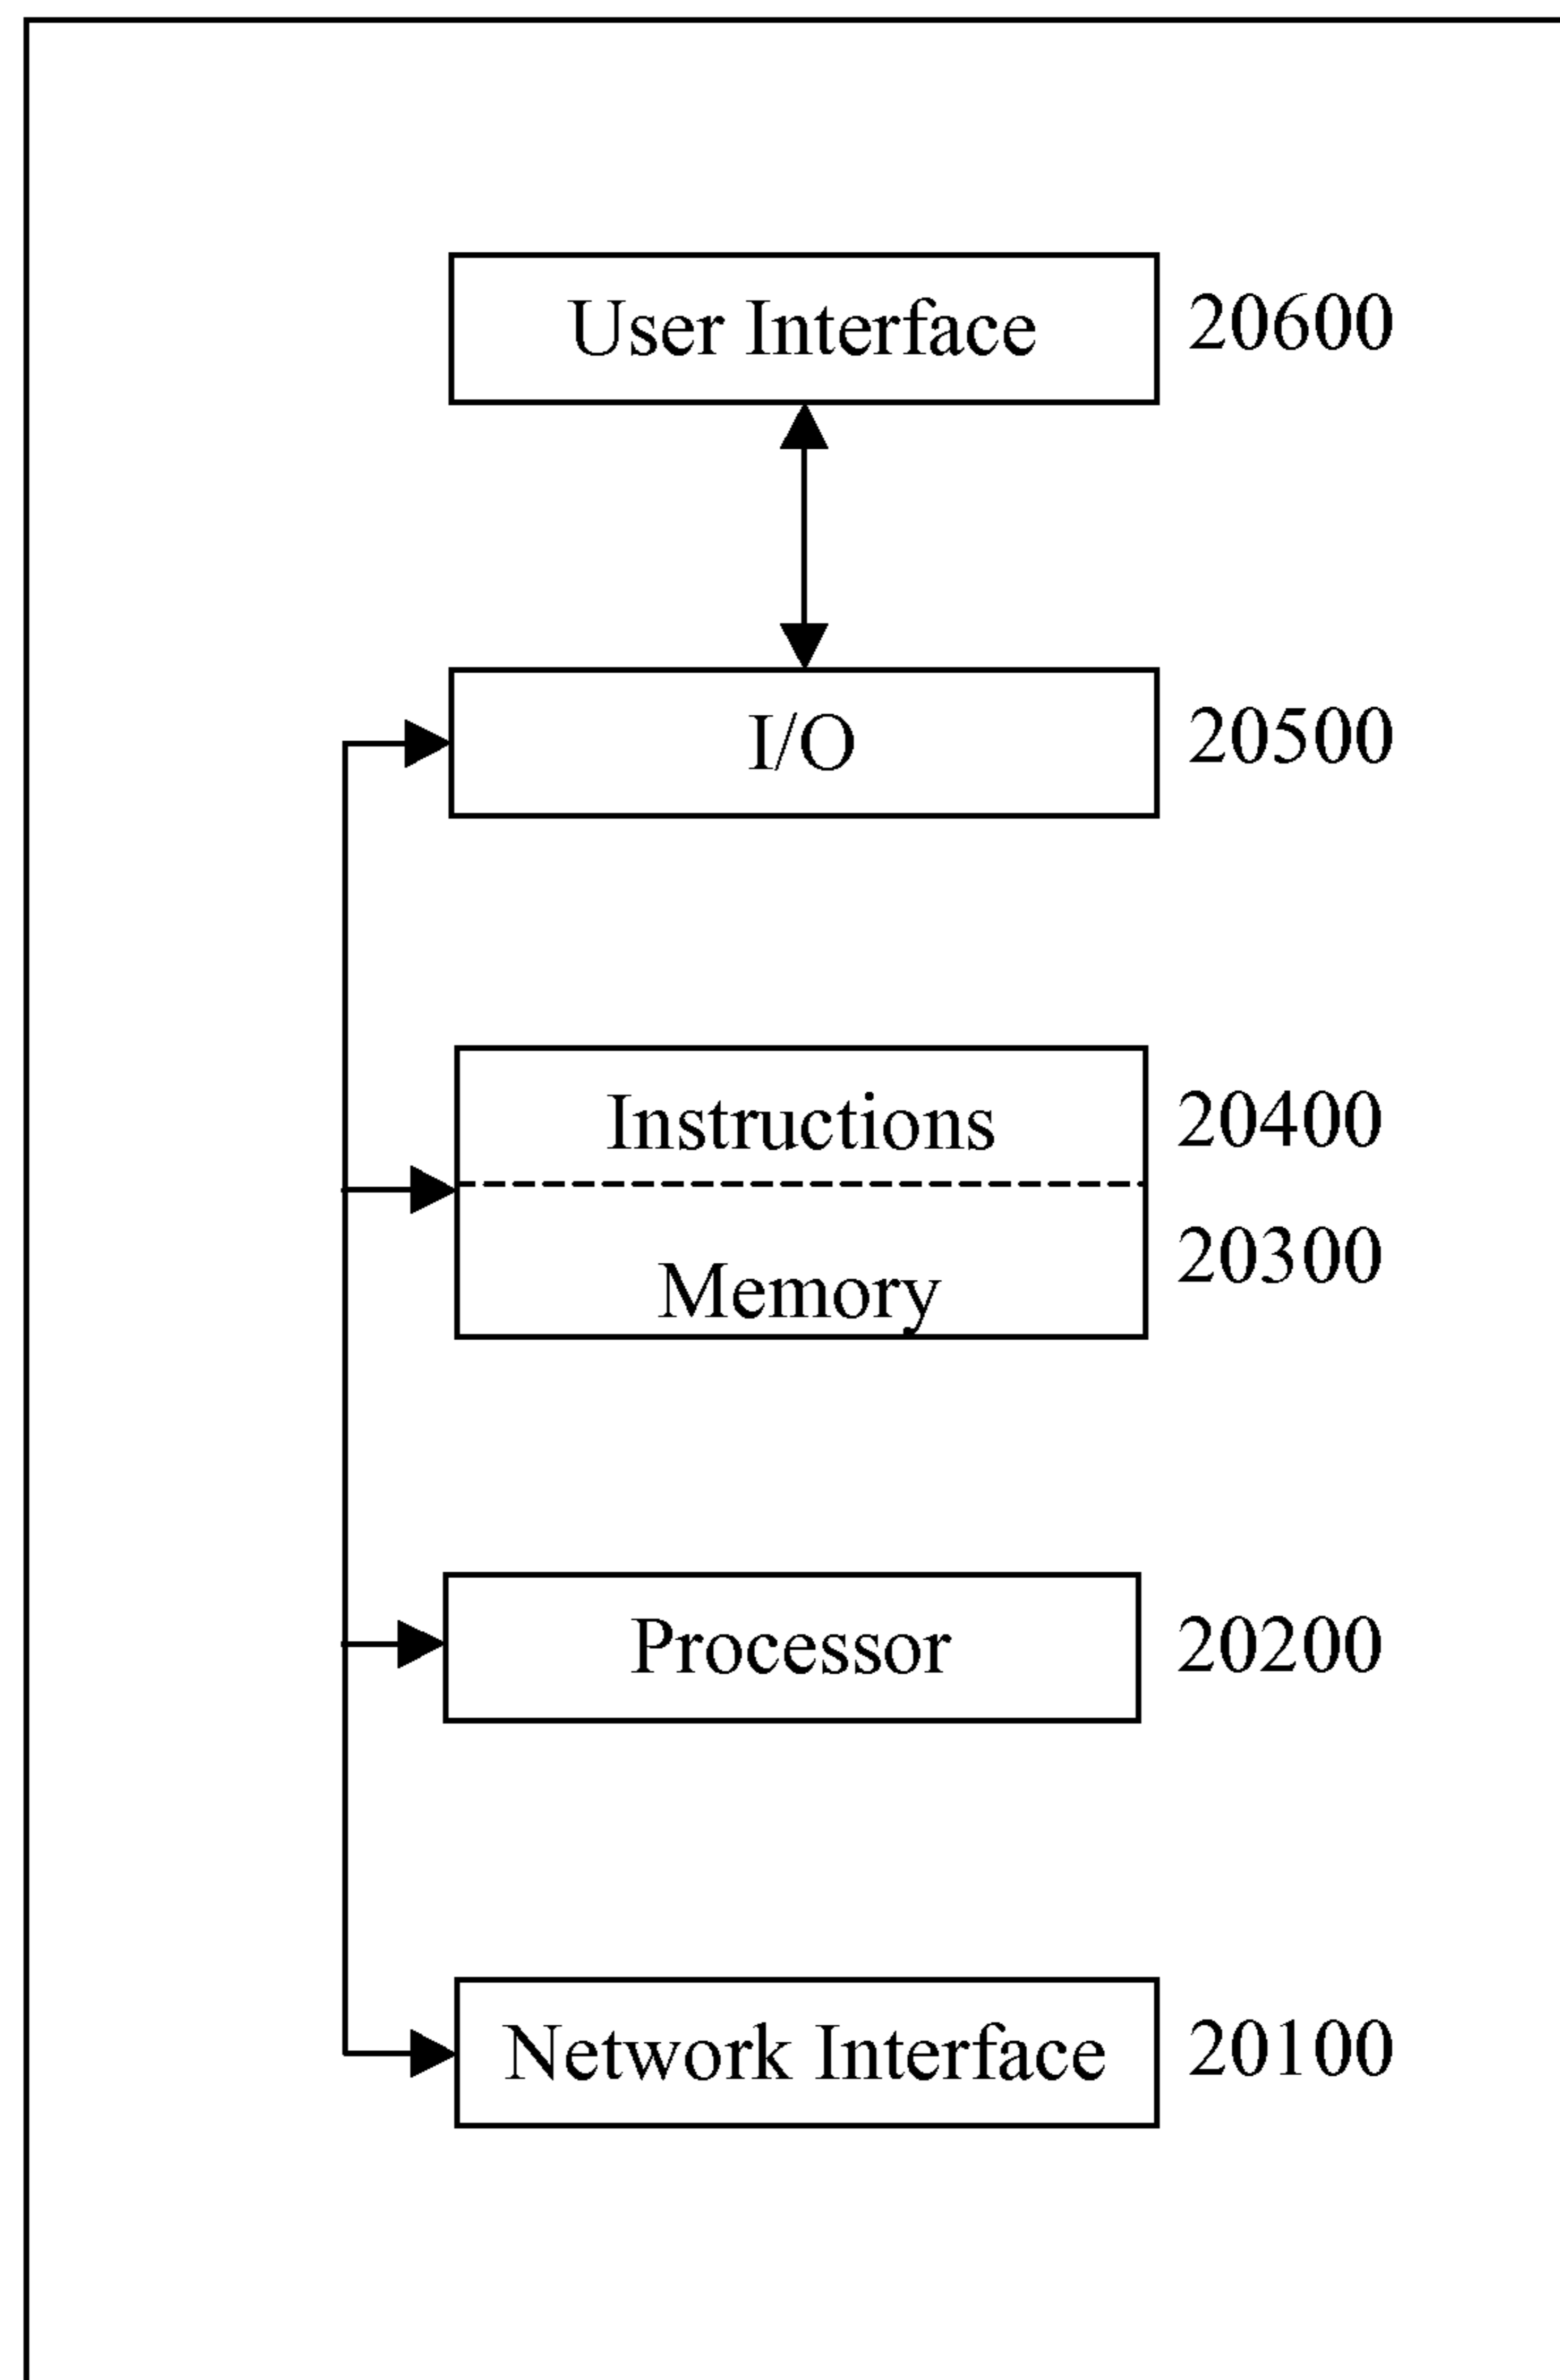 User Interface 20600
I/O 20500
Instructions 20400
Memory 20300
Processor 20200
Network Interface 20100